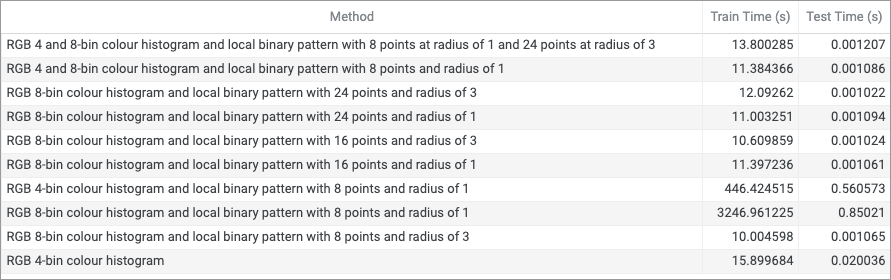 Method Train Time (s) Test Time (s)
RGB 4 and 8-bin colour histogram and local binary pattern with 8 points at radius of 1 and 24 points at radius of 3 13.800285 0.001207
RGB 4 and 8-bin colour histogram and local binary pattern with 8 points and radius of 1 11.384366 0.001086
RGB 8-bin colour histogram and local binary pattern with 24 points and radius of 3 12.09262 0.001022
RGB 8-bin colour histogram and local binary pattern with 24 points and radius of 1 11.003251 0.001094
RGB 8-bin colour histogram and local binary pattern with 16 points and radius of 3 10.609859 0.001024
RGB 8-bin colour histogram and local binary pattern with 16 points and radius of 1 11.397236 0.001061
RGB 4-bin colour histogram and local binary pattern with 8 points and radius of 1 446.424515 0.560573
RGB 8-bin colour histogram and local binary pattern with 8 points and radius of 1 3246.961225 0.85021
RGB 8-bin colour histogram and local binary pattern with 8 points and radius of 3 10.004598 0.001065
RGB 4-bin colour histogram 15.899684 0.020036